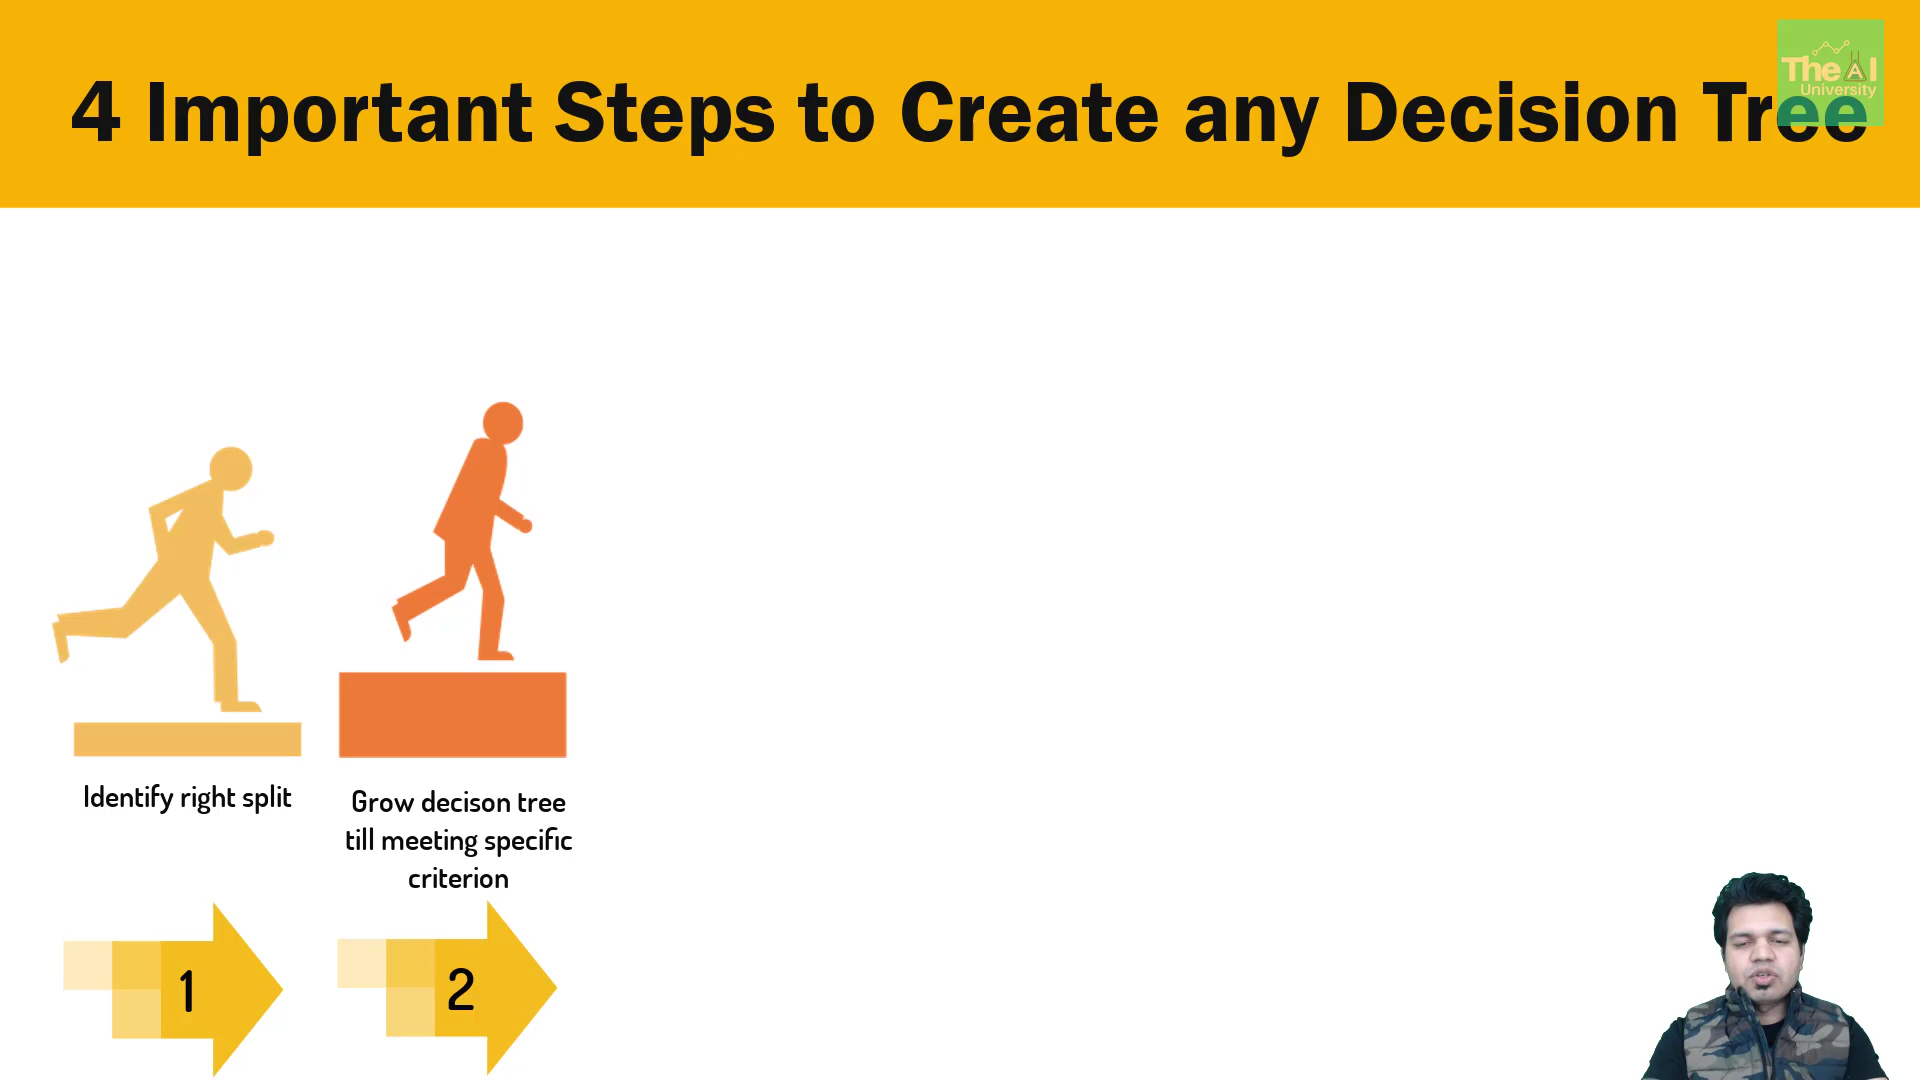 4 Important Steps to Create any Decision Tree
The AI
University
Identify right split
Grow decison tree
till meeting specific
criterion
1
2